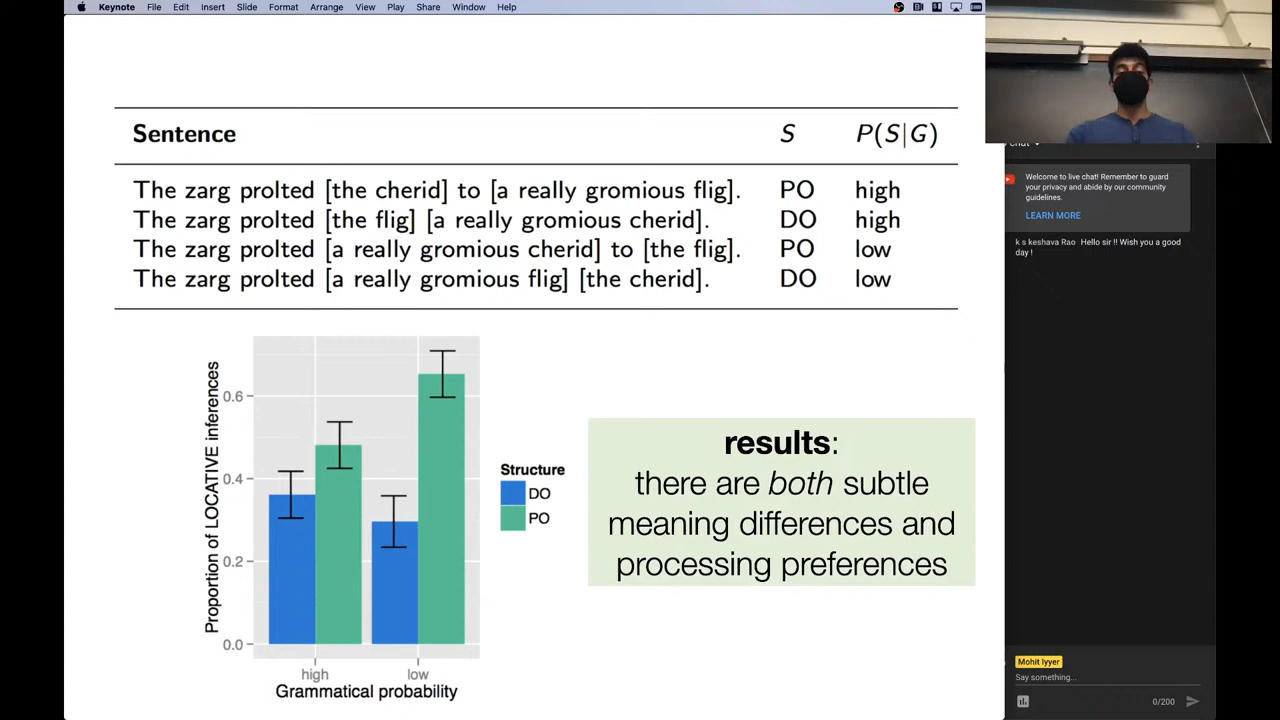 Keynote File Edit Insert Slide Format Arrange View Play Share Window Help
Sentence S P(S|G)
The zarg prolted [the cherid] to [a really gromious flig]. PO high
The zarg prolted [the flig] [a really gromious cherid]. DO high
The zarg prolted [a really gromious cherid] to [the flig]. PO low
The zarg prolted [a really gromious flig] [the cherid]. DO low
Proportion of LOCATIVE inferences
0.6
0.4
0.2
0.0
high low
Grammatical probability
Structure
DO
PO
results:
there are both subtle
meaning differences and
processing preferences
chat
Welcome to live chat! Remember to guard
your privacy and abide by our community
guidelines.
LEARN MORE
k s keshava Rao Hello sir !! Wish you a good
day !
Mohit Iyyer
Say something...
0/200